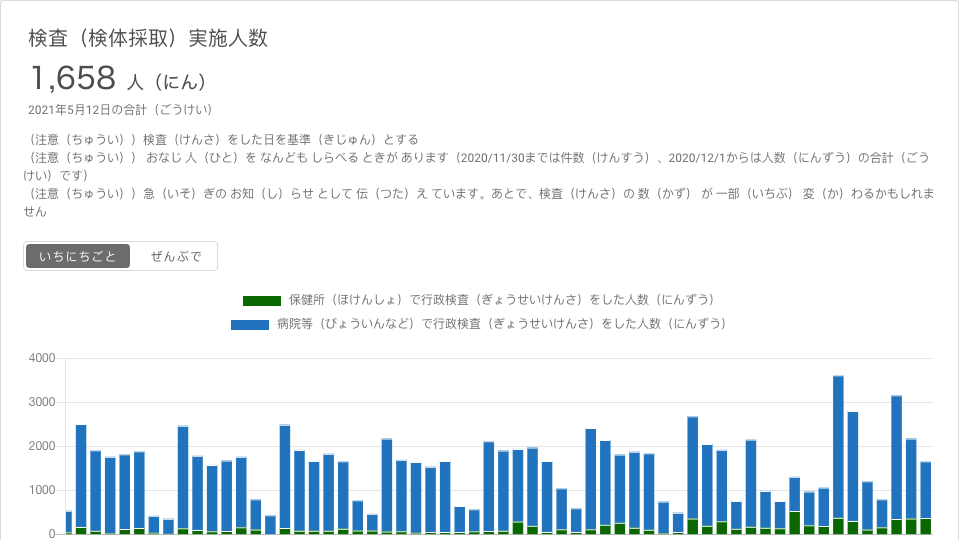 検査（検体採取）実施人数
1,658 人（にん）
2021年5月12日の合計（ごうけい）
（注意（ちゅうい））検査（けんさ）をした日を基準（きじゅん）とする
（注意（ちゅうい）） おなじ 人（ひと）を なんども しらべる ときが あります（2020/11/30までは件数（けんすう）、2020/12/1からは人数（にんずう）の合計（ごう
けい）です）
（注意（ちゅうい））急（いそ）ぎの お知（し）らせ として 伝（つた）え ています。あとで、検査（けんさ）の 数（かず） が 一部（いちぶ） 変（か）わるかもしれま
せん
いちにちごと ぜんぶで
保健所（ほけんしょ）で行政検査（ぎょうせいけんさ）をした人数（にんずう）
病院等（びょういんなど）で行政検査（ぎょうせいけんさ）をした人数（にんずう）
4000
3000
2000
1000
0